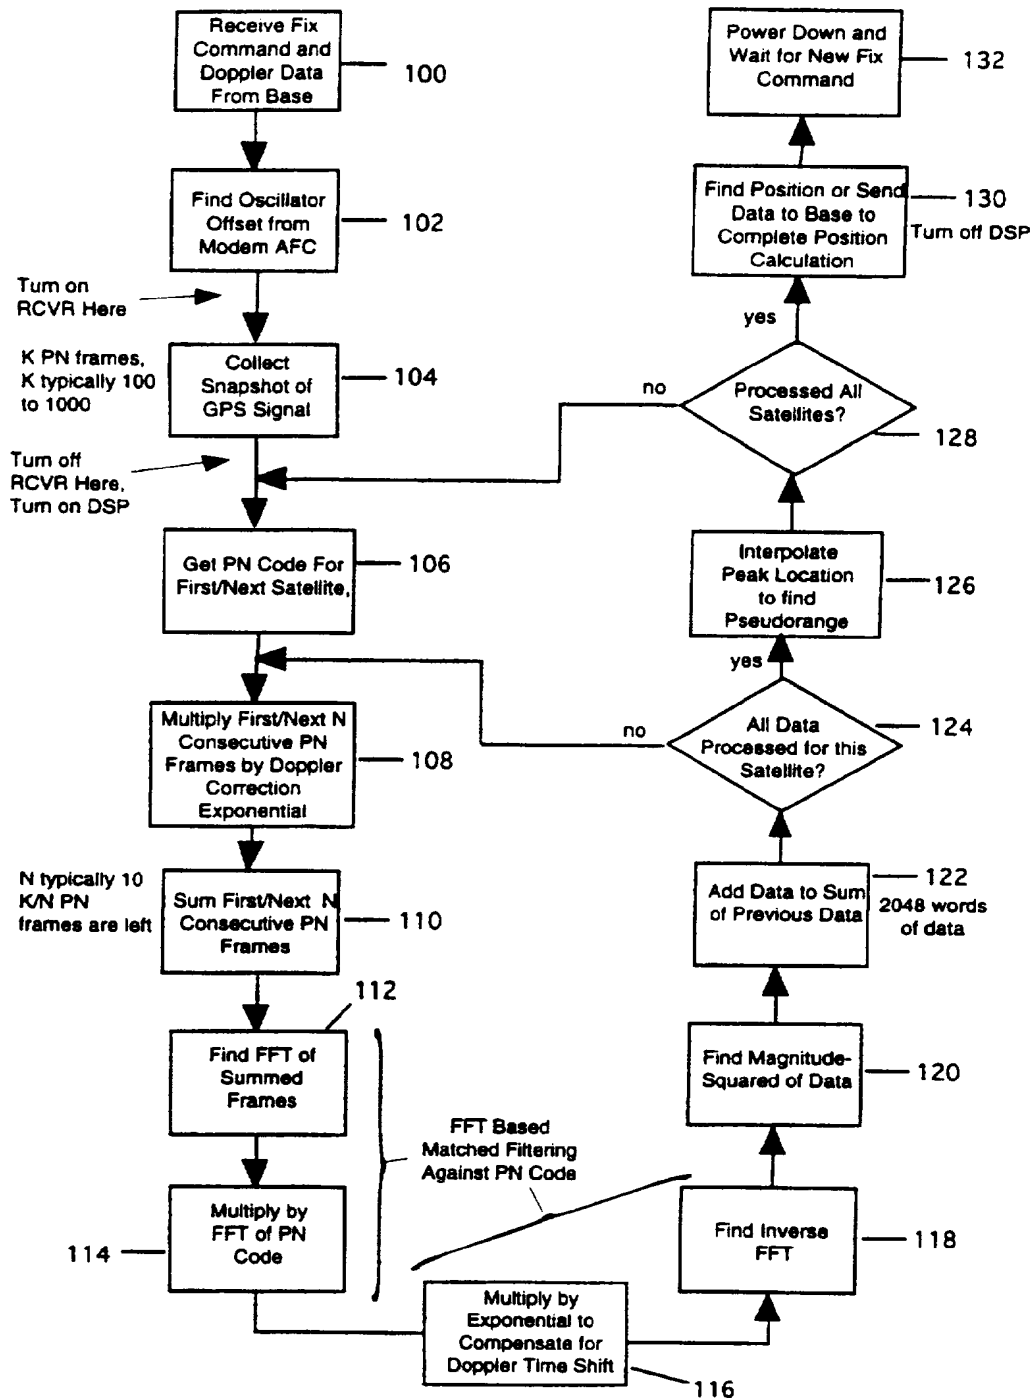 Receive Fix
Command and
Doppler Data
From Base
100
Find Oscillator
Offset from
Modem AFC
102
Turn on
RCVR Here
K PN frames,
K typically 100
to 1000
Collect
Snapshot of
GPS Signal
104
Turn off
RCVR Here,
Turn on DSP
Get PN Code For
First/Next Satellite,
106
Multiply First/Next N
Consecutive PN
Frames by Doppler
Correction
Exponential
108
N typically 10
K/N PN
frames are left
Sum First/Next N
Consecutive PN
Frames
110
112
Find FFT of
Summed
Frames
FFT Based
Matched Filtering
Against PN Code
Multiply by
FFT of PN
Code
114
Multiply by
Exponential to
Compensate for
Doppler Time Shift
116
Find Inverse
FFT
118
Find Magnitude-
Squared of Data
120
Add Data to Sum
of Previous Data
122
2048 words
of data
All Data
Processed for this
Satellite?
124
no
yes
Interpolate
Peak Location
to find
Pseudorange
126
Processed All
Satellites?
128
no
yes
Find Position or Send
Data to Base to
Complete Position
Calculation
130
Turn off DSP
Power Down and
Wait for New Fix
Command
132